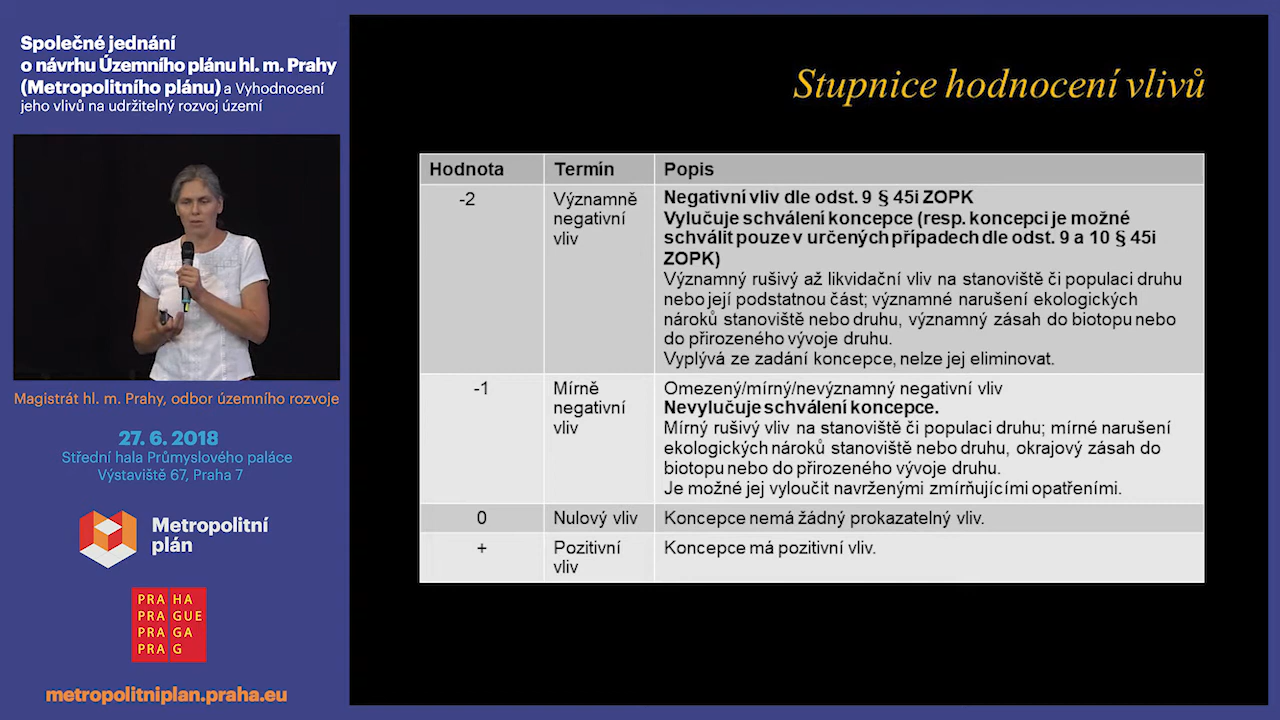 Společné jednání
o návrhu Územního plánu hl. m. Prahy
(Metropolitního plánu) a Vyhodnocení
jeho vlivů na udržitelný rozvoj území
Magistrát hl. m. Prahy, odbor územního rozvoje
27. 6. 2018
Střední hala Průmyslového paláce
Výstaviště 67, Praha 7
Metropolitní
plán
PRA HA
PRA GUE
PRA GA
PRA G
metropolitniplan.praha.eu
Stupnice hodnocení vlivů
Hodnota Termín Popis
-2
Významně
negativní
vliv
Negativní vliv dle odst. 9 § 45i ZOPK
Vylučuje schválení koncepce (resp. koncepci je možné
schválit pouze v určených případech dle odst. 9 a 10 § 45i
ZOPK)
Významný rušivý až likvidační vliv na stanoviště či populaci druhu
nebo její podstatnou část; významné narušení ekologických
nároků stanoviště nebo druhu, významný zásah do biotopu nebo
do přirozeného vývoje druhu.
Vyplývá ze zadání koncepce, nelze jej eliminovat.
-1
Mírně
negativní
vliv
Omezený/mírný/nevýznamný negativní vliv
Nevylučuje schválení koncepce.
Mírný rušivý vliv na stanoviště či populaci druhu; mírné narušení
ekologických nároků stanoviště nebo druhu, okrajový zásah do
biotopu nebo do přirozeného vývoje druhu.
Je možné jej vyloučit navrženými zmírňujícími opatřeními.
0 Nulový vliv Koncepce nemá žádný prokazatelný vliv.
+
Pozitivní
vliv
Koncepce má pozitivní vliv.